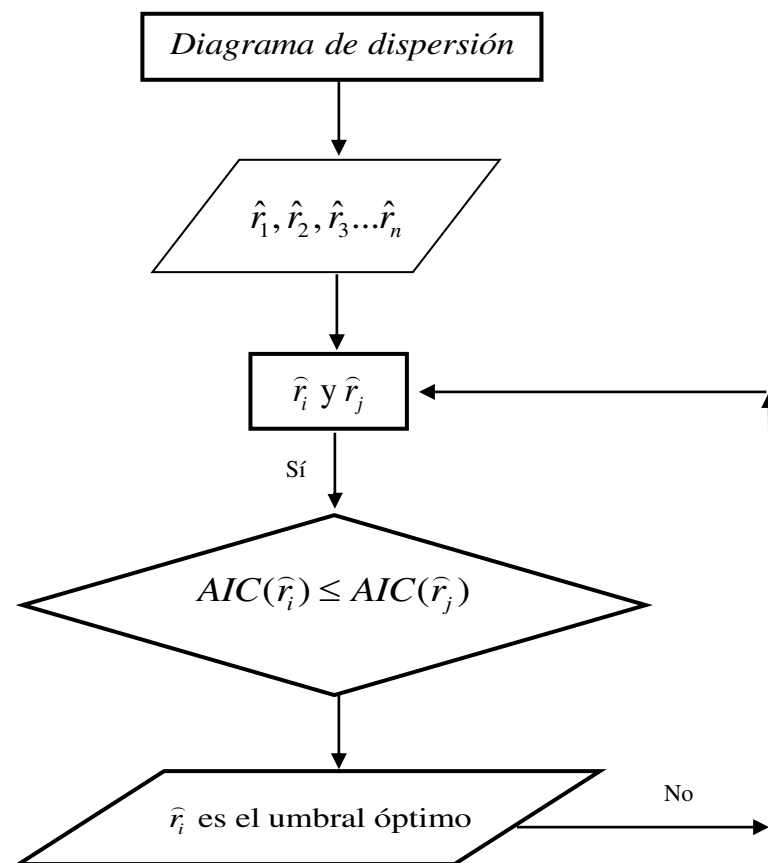 Diagrama de dispersión
r̂₁, r̂₂, r̂₃...r̂ₙ
r̂ᵢ y r̂ⱼ
Sí
AIC(r̂ᵢ) ≤ AIC(r̂ⱼ)
r̂ᵢ es el umbral óptimo
No